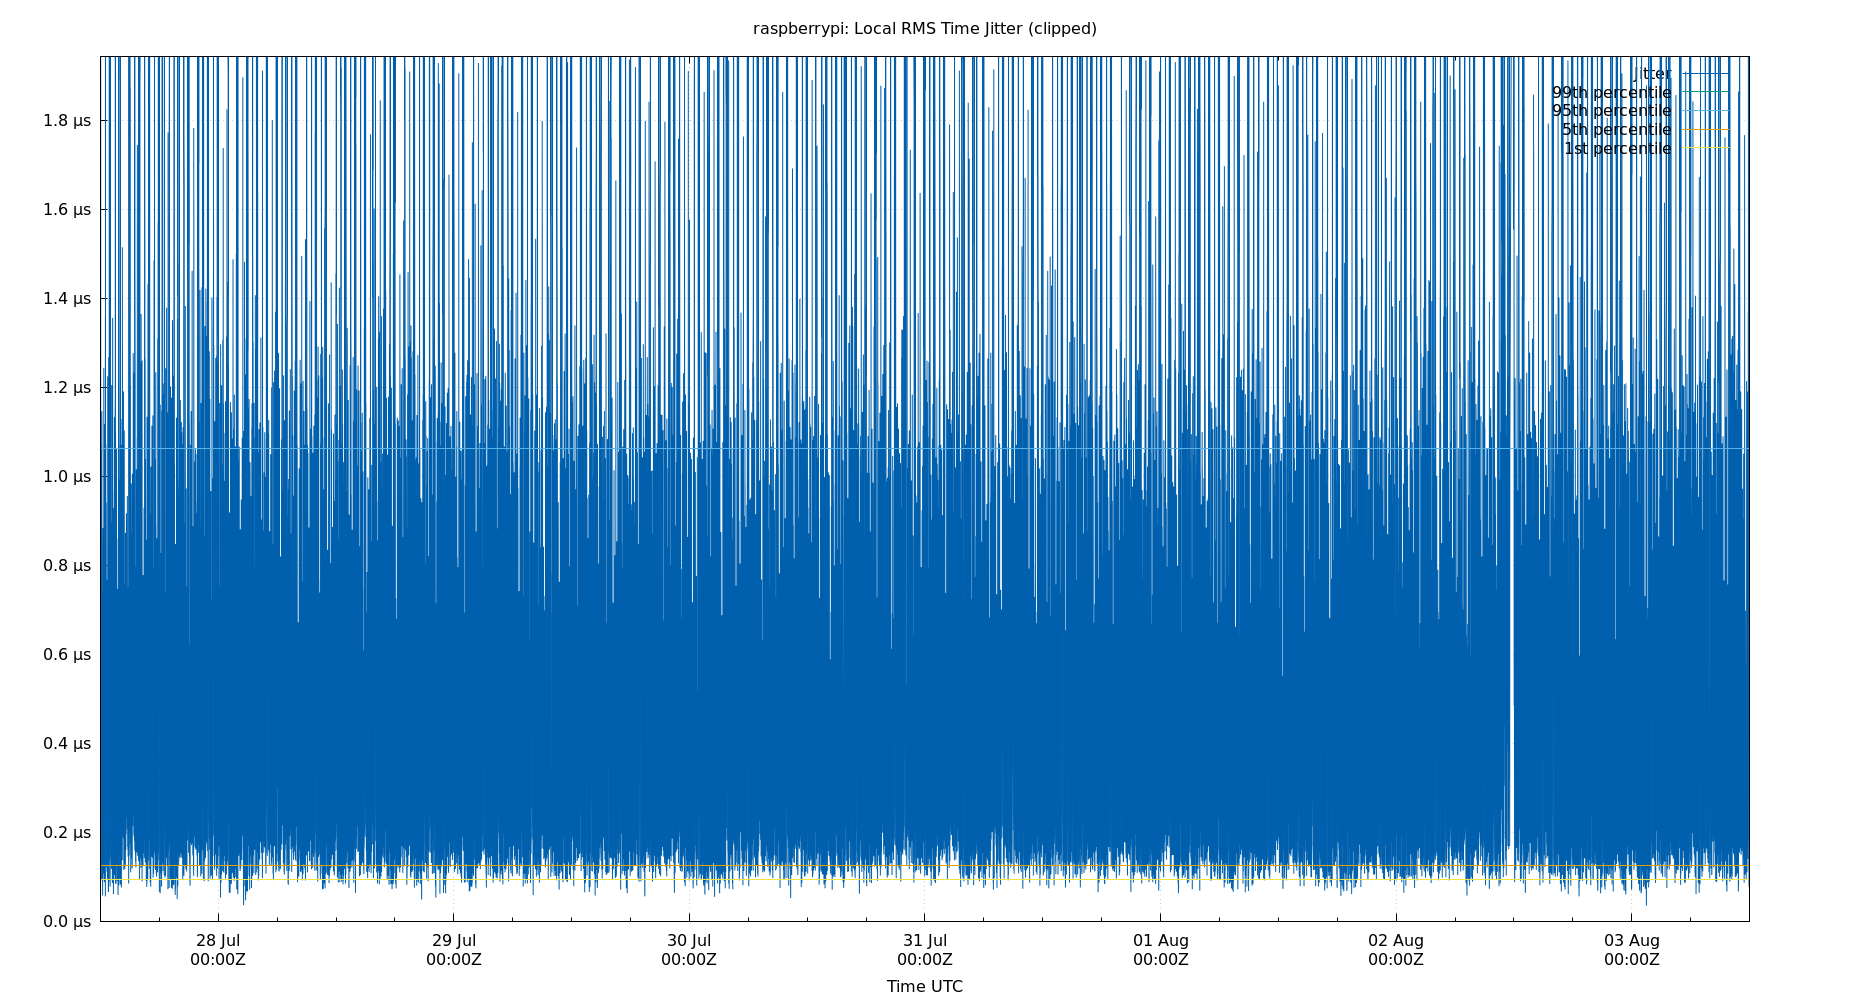 raspberrypi: Local RMS Time Jitter (clipped)
jitter
99th percentile
95th percentile
5th percentile
1st percentile
1.8 µs
1.6 µs
1.4 µs
1.2 µs
1.0 µs
0.8 µs
0.6 µs
0.4 µs
0.2 µs
0.0 µs
28 Jul 29 Jul 30 Jul 31 Jul 01 Aug 02 Aug 03 Aug
00:00Z 00:00Z 00:00Z 00:00Z 00:00Z 00:00Z 00:00Z
Time UTC